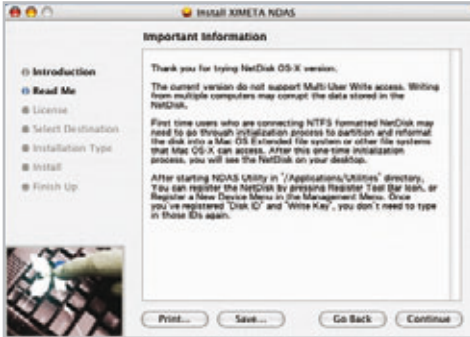 Install XIMETA NDAS
Important Information
Introduction
Read Me
License
Select Destination
Installation Type
Install
Finish Up
Thank you for trying NetDisk OS-X version.
The current version do not support Multi-User Write access. Writing
from multiple computers may corrupt the data stored in the
NetDisk.
First time users who are connecting NTFS formatted NetDisk may
need to go through initialization process to partition and reformat
the disk into a Mac OS Extended file system or other file systems
that Mac OS-X can access. After this one-time initialization
process, you will see the NetDisk on your desktop.
After starting NDAS Utility in "/Applications/Utilities" directory,
You can register the NetDisk by pressing Register Tool Bar Icon, or
Register a New Device Menu in the Management Menu. Once
you've registered "Disk ID" and "Write Key", you don't need to type
in those IDs again.
Print...
Save...
Go Back
Continue